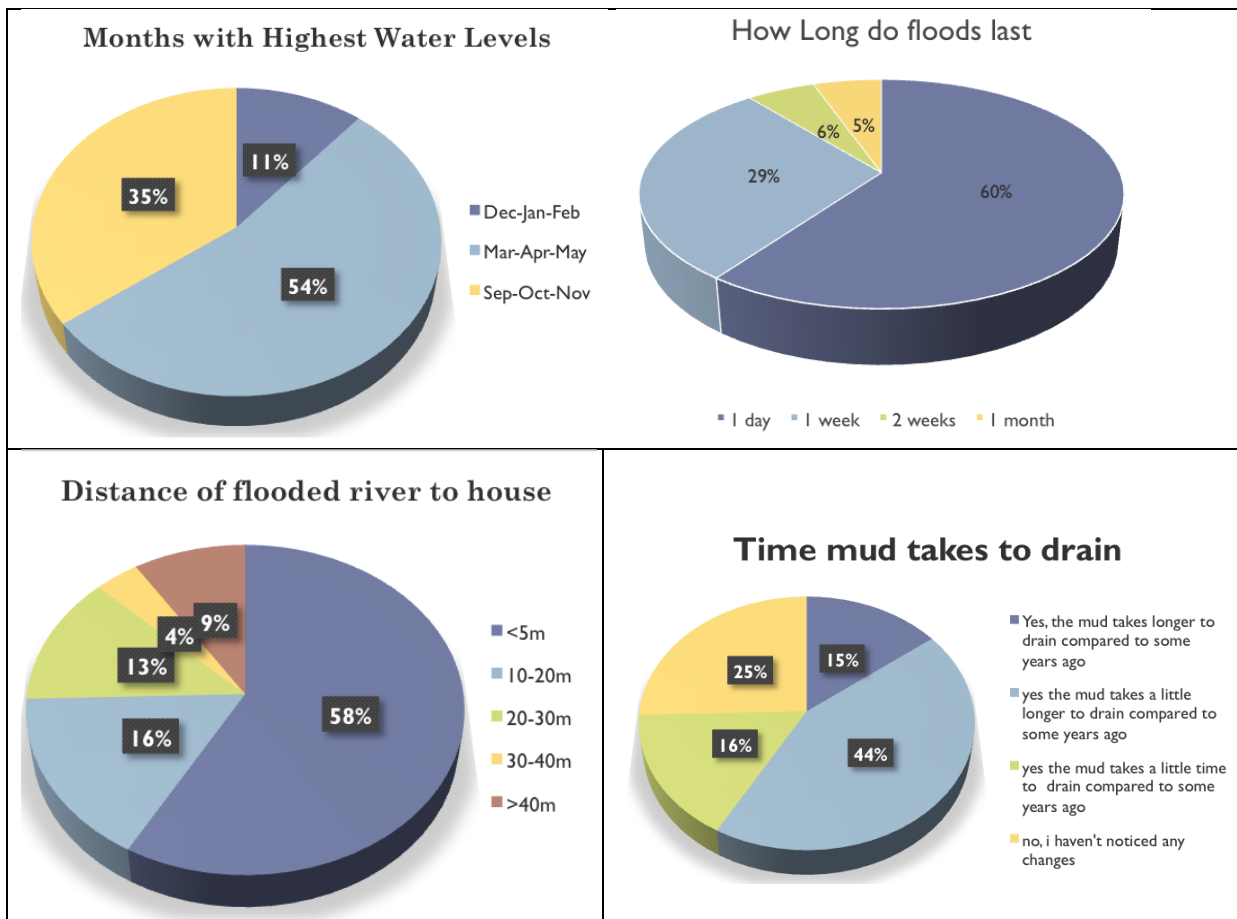 Months with Highest Water Levels
11%
35%
54%
Dec-Jan-Feb
Mar-Apr-May
Sep-Oct-Nov
How Long do floods last
6%
5%
29%
60%
1 day 1 week 2 weeks 1 month
Distance of flooded river to house
9%
4%
13%
58%
16%
<5m
10-20m
20-30m
30-40m
>40m
Time mud takes to drain
15%
25%
16%
44%
Yes, the mud takes longer to
drain compared to some
years ago
yes the mud takes a little
longer to drain compared to
some years ago
yes the mud takes a little time
to drain compared to some
years ago
no, i haven't noticed any
changes